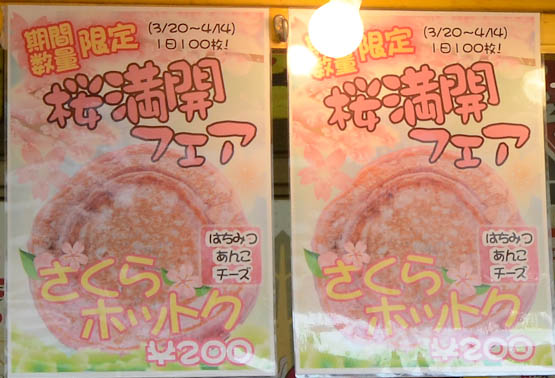 期間
数量限定
(3/20〜4/14)
1日100枚!
桜満開
フェア
はちみつ
あんこ
チーズ
さくら
ホットク
¥200
期間
数量限定
(3/20〜4/14)
1日100枚!
桜満開
フェア
はちみつ
あんこ
チーズ
さくら
ホットク
¥200